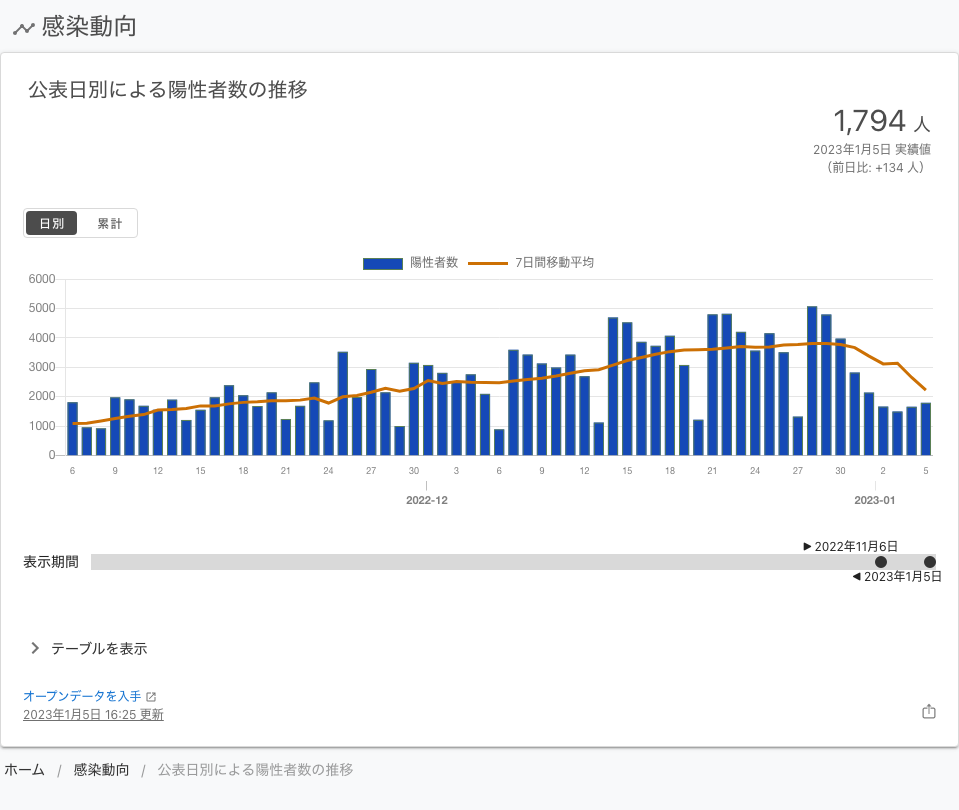 感染動向
公表日別による陽性者数の推移
1,794 人
2023年1月5日 実績値
（前日比: +134 人）
日別 累計
陽性者数 7日間移動平均
6000
5000
4000
3000
2000
1000
0
6 9 12 15 18 21 24 27 30 3 6 9 12 15 18 21 24 27 30 2 5
2022-12 2023-01
2022年11月6日
表示期間
2023年1月5日
テーブルを表示
オープンデータを入手
2023年1月5日 16:25 更新
ホーム / 感染動向 / 公表日別による陽性者数の推移